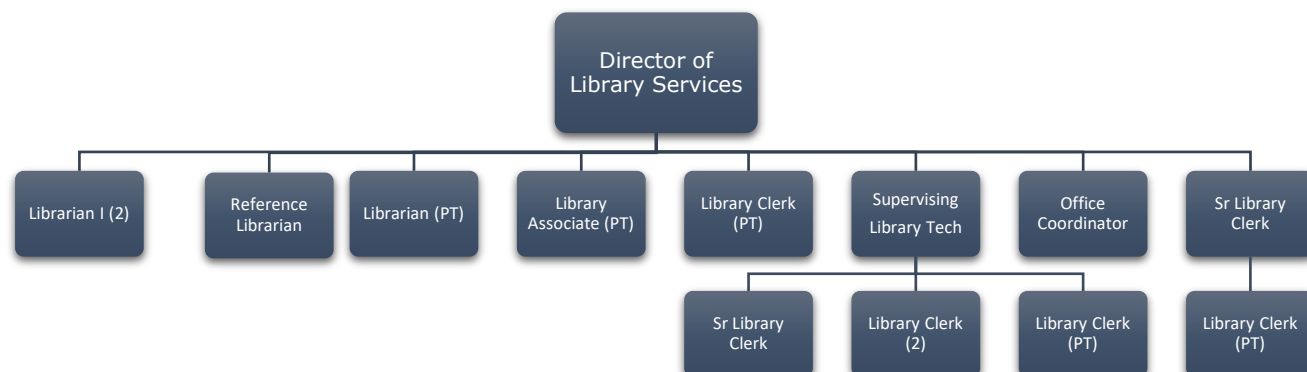 Director of
Library Services
Librarian I (2)
Reference
Librarian
Librarian (PT)
Library
Associate (PT)
Library Clerk
(PT)
Supervising
Library Tech
Office
Coordinator
Sr Library
Clerk
Sr Library
Clerk
Library Clerk
(2)
Library Clerk
(PT)
Library Clerk
(PT)